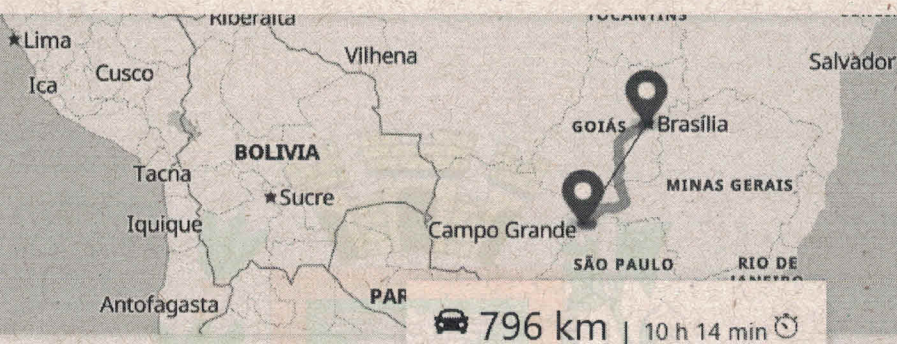 Riberalta
TOCANTINS
★Lima
Vilhena
Salvador
Cusco
Ica
GOIÁS
Brasília
BOLIVIA
Tacna
MINAS GERAIS
★Sucre
Iquique
Campo Grande
SÃO PAULO
RIO DE
JANEIRO
Antofagasta
PAR
796 km | 10 h 14 min